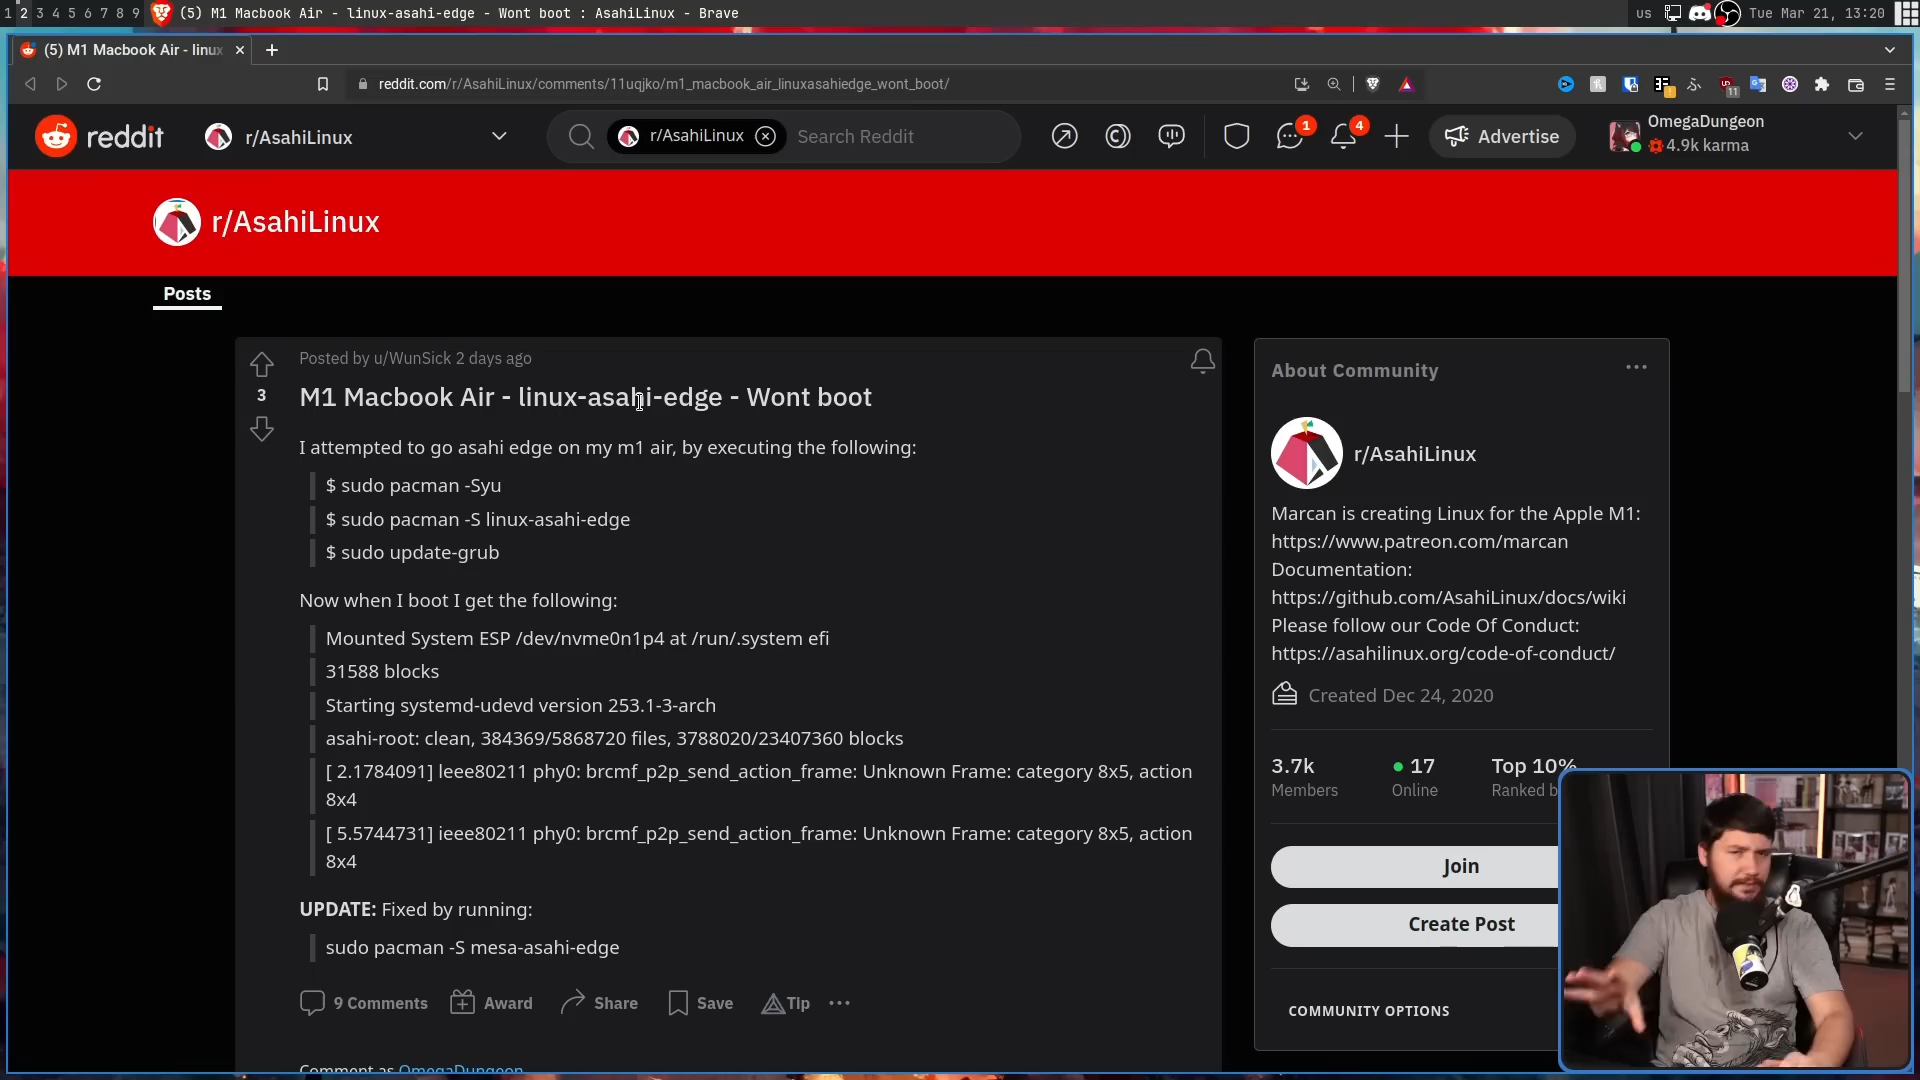 1 2 3 4 5 6 7 8 9 (5) M1 Macbook Air - linux-asahi-edge - Wont boot : AsahiLinux - Brave
us Tue Mar 21, 13:20
(5) M1 Macbook Air - linux
reddit.com/r/AsahiLinux/comments/11uqjko/m1_macbook_air_linuxasahiedge_wont_boot/
11
reddit r/AsahiLinux
r/AsahiLinux Search Reddit
1 4
Advertise
OmegaDungeon
4.9k karma
r/AsahiLinux
Posts
Posted by u/WunSick 2 days ago
3
M1 Macbook Air - linux-asahi-edge - Wont boot
I attempted to go asahi edge on my m1 air, by executing the following:
$ sudo pacman -Syu
$ sudo pacman -S linux-asahi-edge
$ sudo update-grub
Now when I boot I get the following:
Mounted System ESP /dev/nvme0n1p4 at /run/.system efi
31588 blocks
Starting systemd-udevd version 253.1-3-arch
asahi-root: clean, 384369/5868720 files, 3788020/23407360 blocks
[ 2.1784091] leee80211 phy0: brcmf_p2p_send_action_frame: Unknown Frame: category 8x5, action
8x4
[ 5.5744731] ieee80211 phy0: brcmf_p2p_send_action_frame: Unknown Frame: category 8x5, action
8x4
UPDATE: Fixed by running:
sudo pacman -S mesa-asahi-edge
9 Comments Award Share Save Tip
Comment as OmegaDungeon
About Community
r/AsahiLinux
Marcan is creating Linux for the Apple M1:
https://www.patreon.com/marcan
Documentation:
https://github.com/AsahiLinux/docs/wiki
Please follow our Code Of Conduct:
https://asahilinux.org/code-of-conduct/
Created Dec 24, 2020
3.7k 17 Top 10%
Members Online Ranked b
Join
Create Post
COMMUNITY OPTIONS